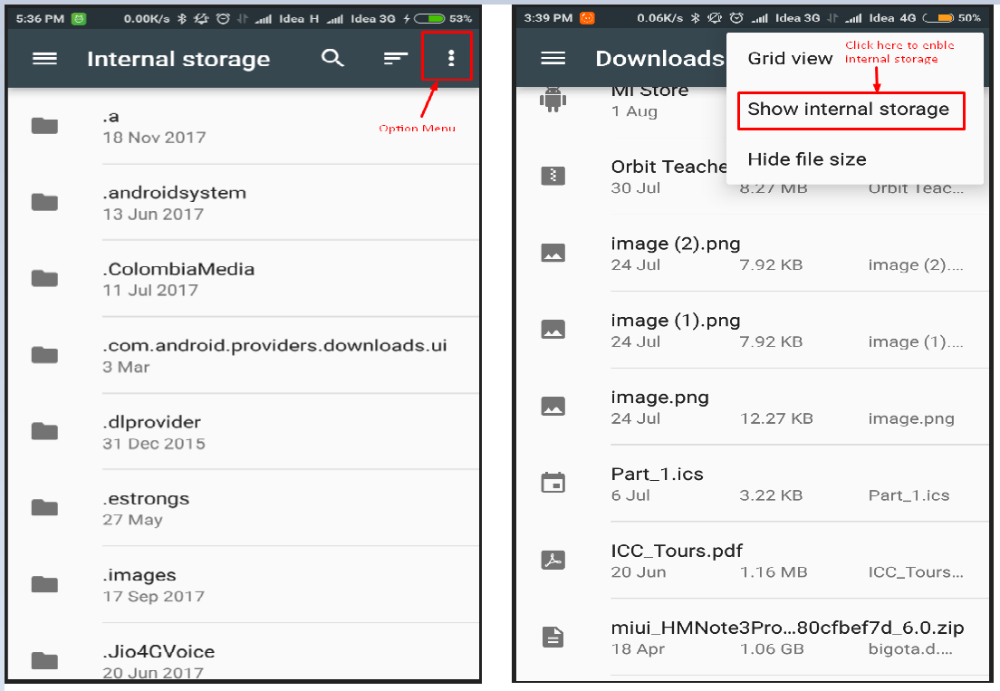 5:36 PM 0.00K/s Idea H Idea 3G 53%
Internal storage
Option Menu
.a
18 Nov 2017
.androidsystem
13 Jun 2017
.ColombiaMedia
11 Jul 2017
.com.android.providers.downloads.ui
3 Mar
.dlprovider
31 Dec 2015
.estrongs
27 May
.images
17 Sep 2017
.Jio4GVoice
20 Jun 2017
3:39 PM 0.06K/s Idea 3G Idea 4G 50%
Downloads
Grid view
Click here to enble
internal storage
Show internal storage
Hide file size
Mi Store
1 Aug
Orbit Teache
30 Jul 8.27 MB Orbit Teac...
image (2).png
24 Jul 7.92 KB image (2)....
image (1).png
24 Jul 7.92 KB image (1)....
image.png
24 Jul 12.27 KB image.png
Part_1.ics
6 Jul 3.22 KB Part_1.ics
ICC_Tours.pdf
20 Jun 1.16 MB ICC_Tours...
miui_HMNote3Pro...80cfbef7d_6.0.zip
18 Apr 1.06 GB bigota.d....